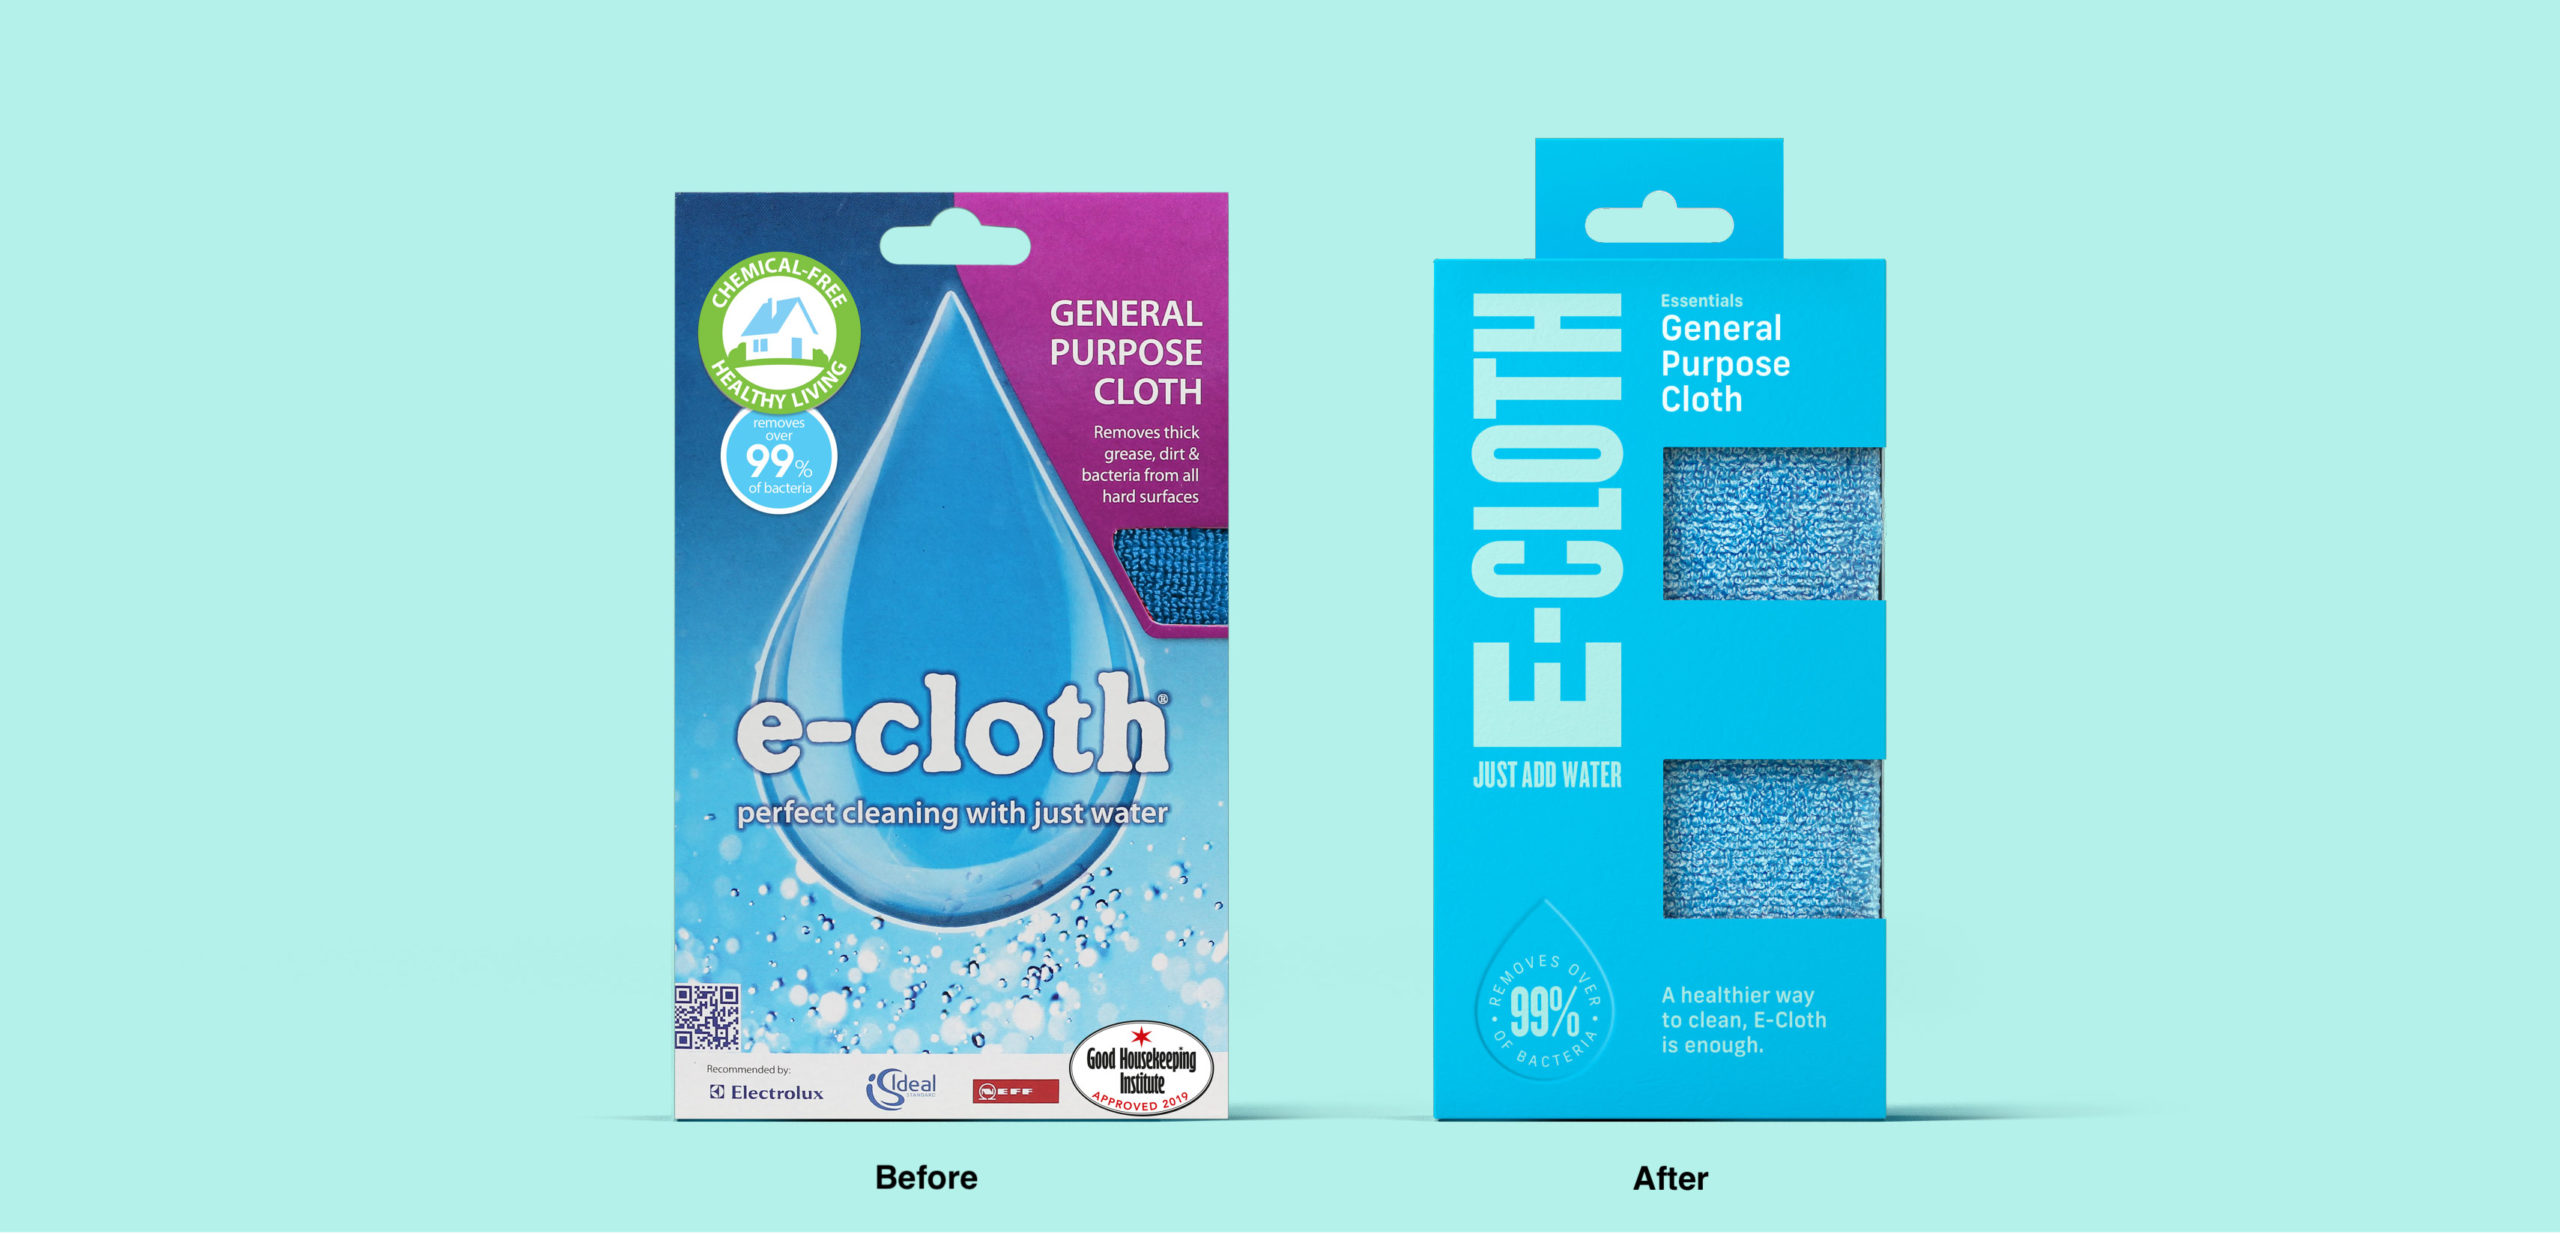 CHEMICAL-FREE
HEALTHY LIVING
removes
over
99%
of bacteria
GENERAL
PURPOSE
CLOTH
Removes thick
grease, dirt &
bacteria from all
hard surfaces
e-cloth®
perfect cleaning with just water
Recommended by:
Electrolux
Ideal
STANDARD
NEFF
Good Housekeeping
Institute
APPROVED 2019
Before
E-CLOTH
JUST ADD WATER
Essentials
General
Purpose
Cloth
REMOVES OVER
99%
OF BACTERIA
A healthier way
to clean, E-Cloth
is enough.
After